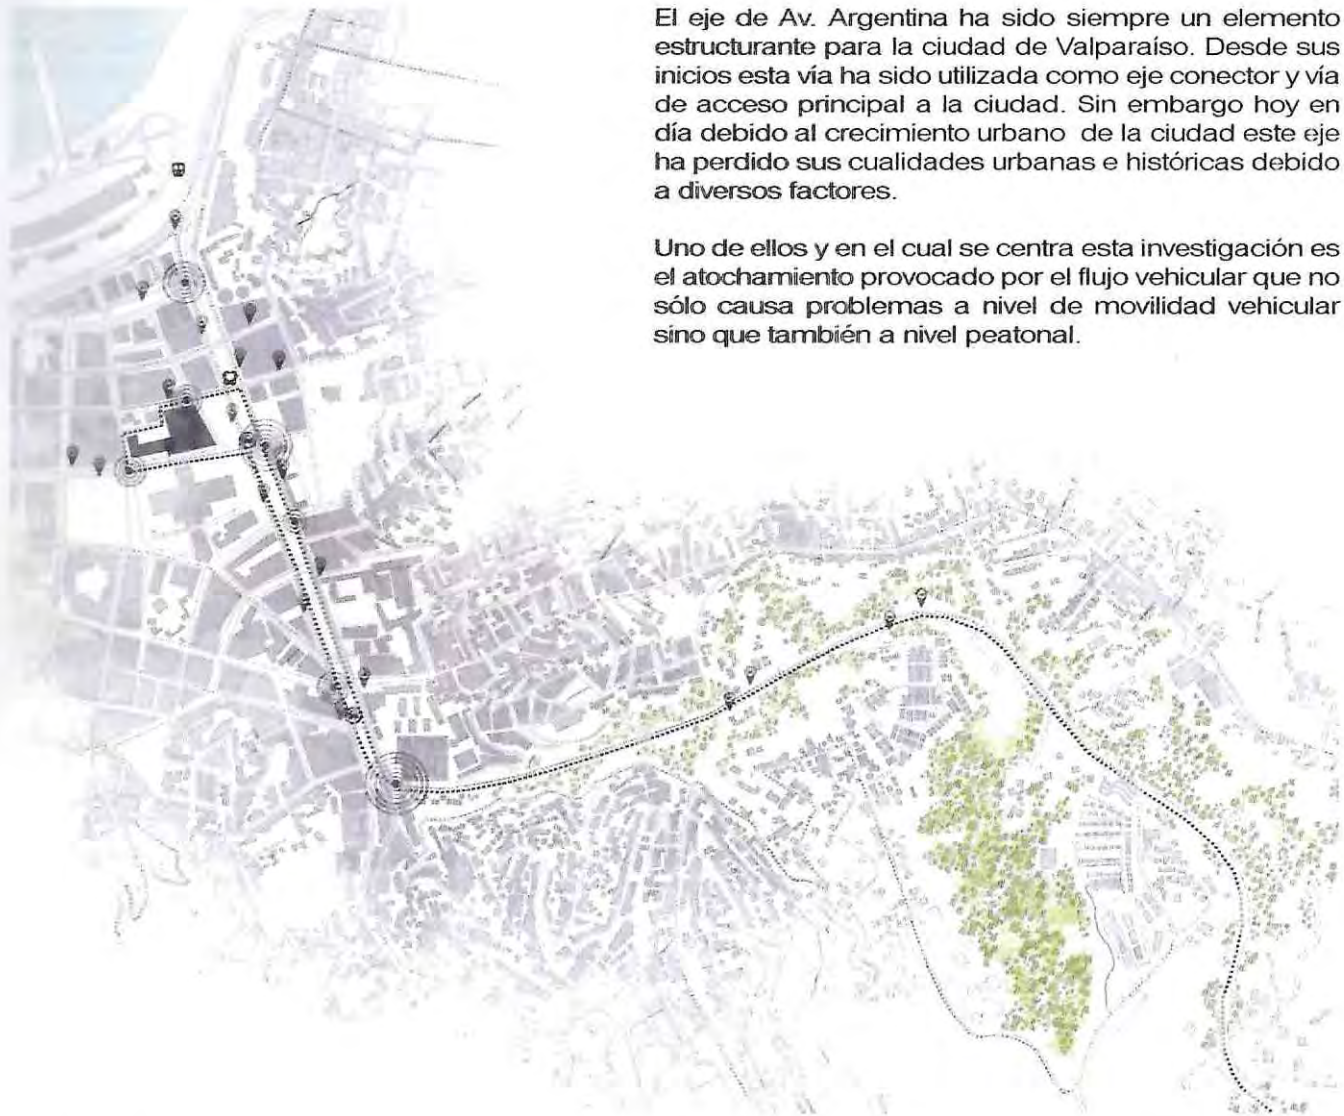 El eje de Av. Argentina ha sido siempre un elemento
estructurante para la ciudad de Valparaíso. Desde sus
inicios esta vía ha sido utilizada como eje conector y vía
de acceso principal a la ciudad. Sin embargo hoy en
día debido al crecimiento urbano de la ciudad este eje
ha perdido sus cualidades urbanas e históricas debido
a diversos factores.
Uno de ellos y en el cual se centra esta investigación es
el atochamiento provocado por el flujo vehicular que no
sólo causa problemas a nivel de movilidad vehicular
sino que también a nivel peatonal.